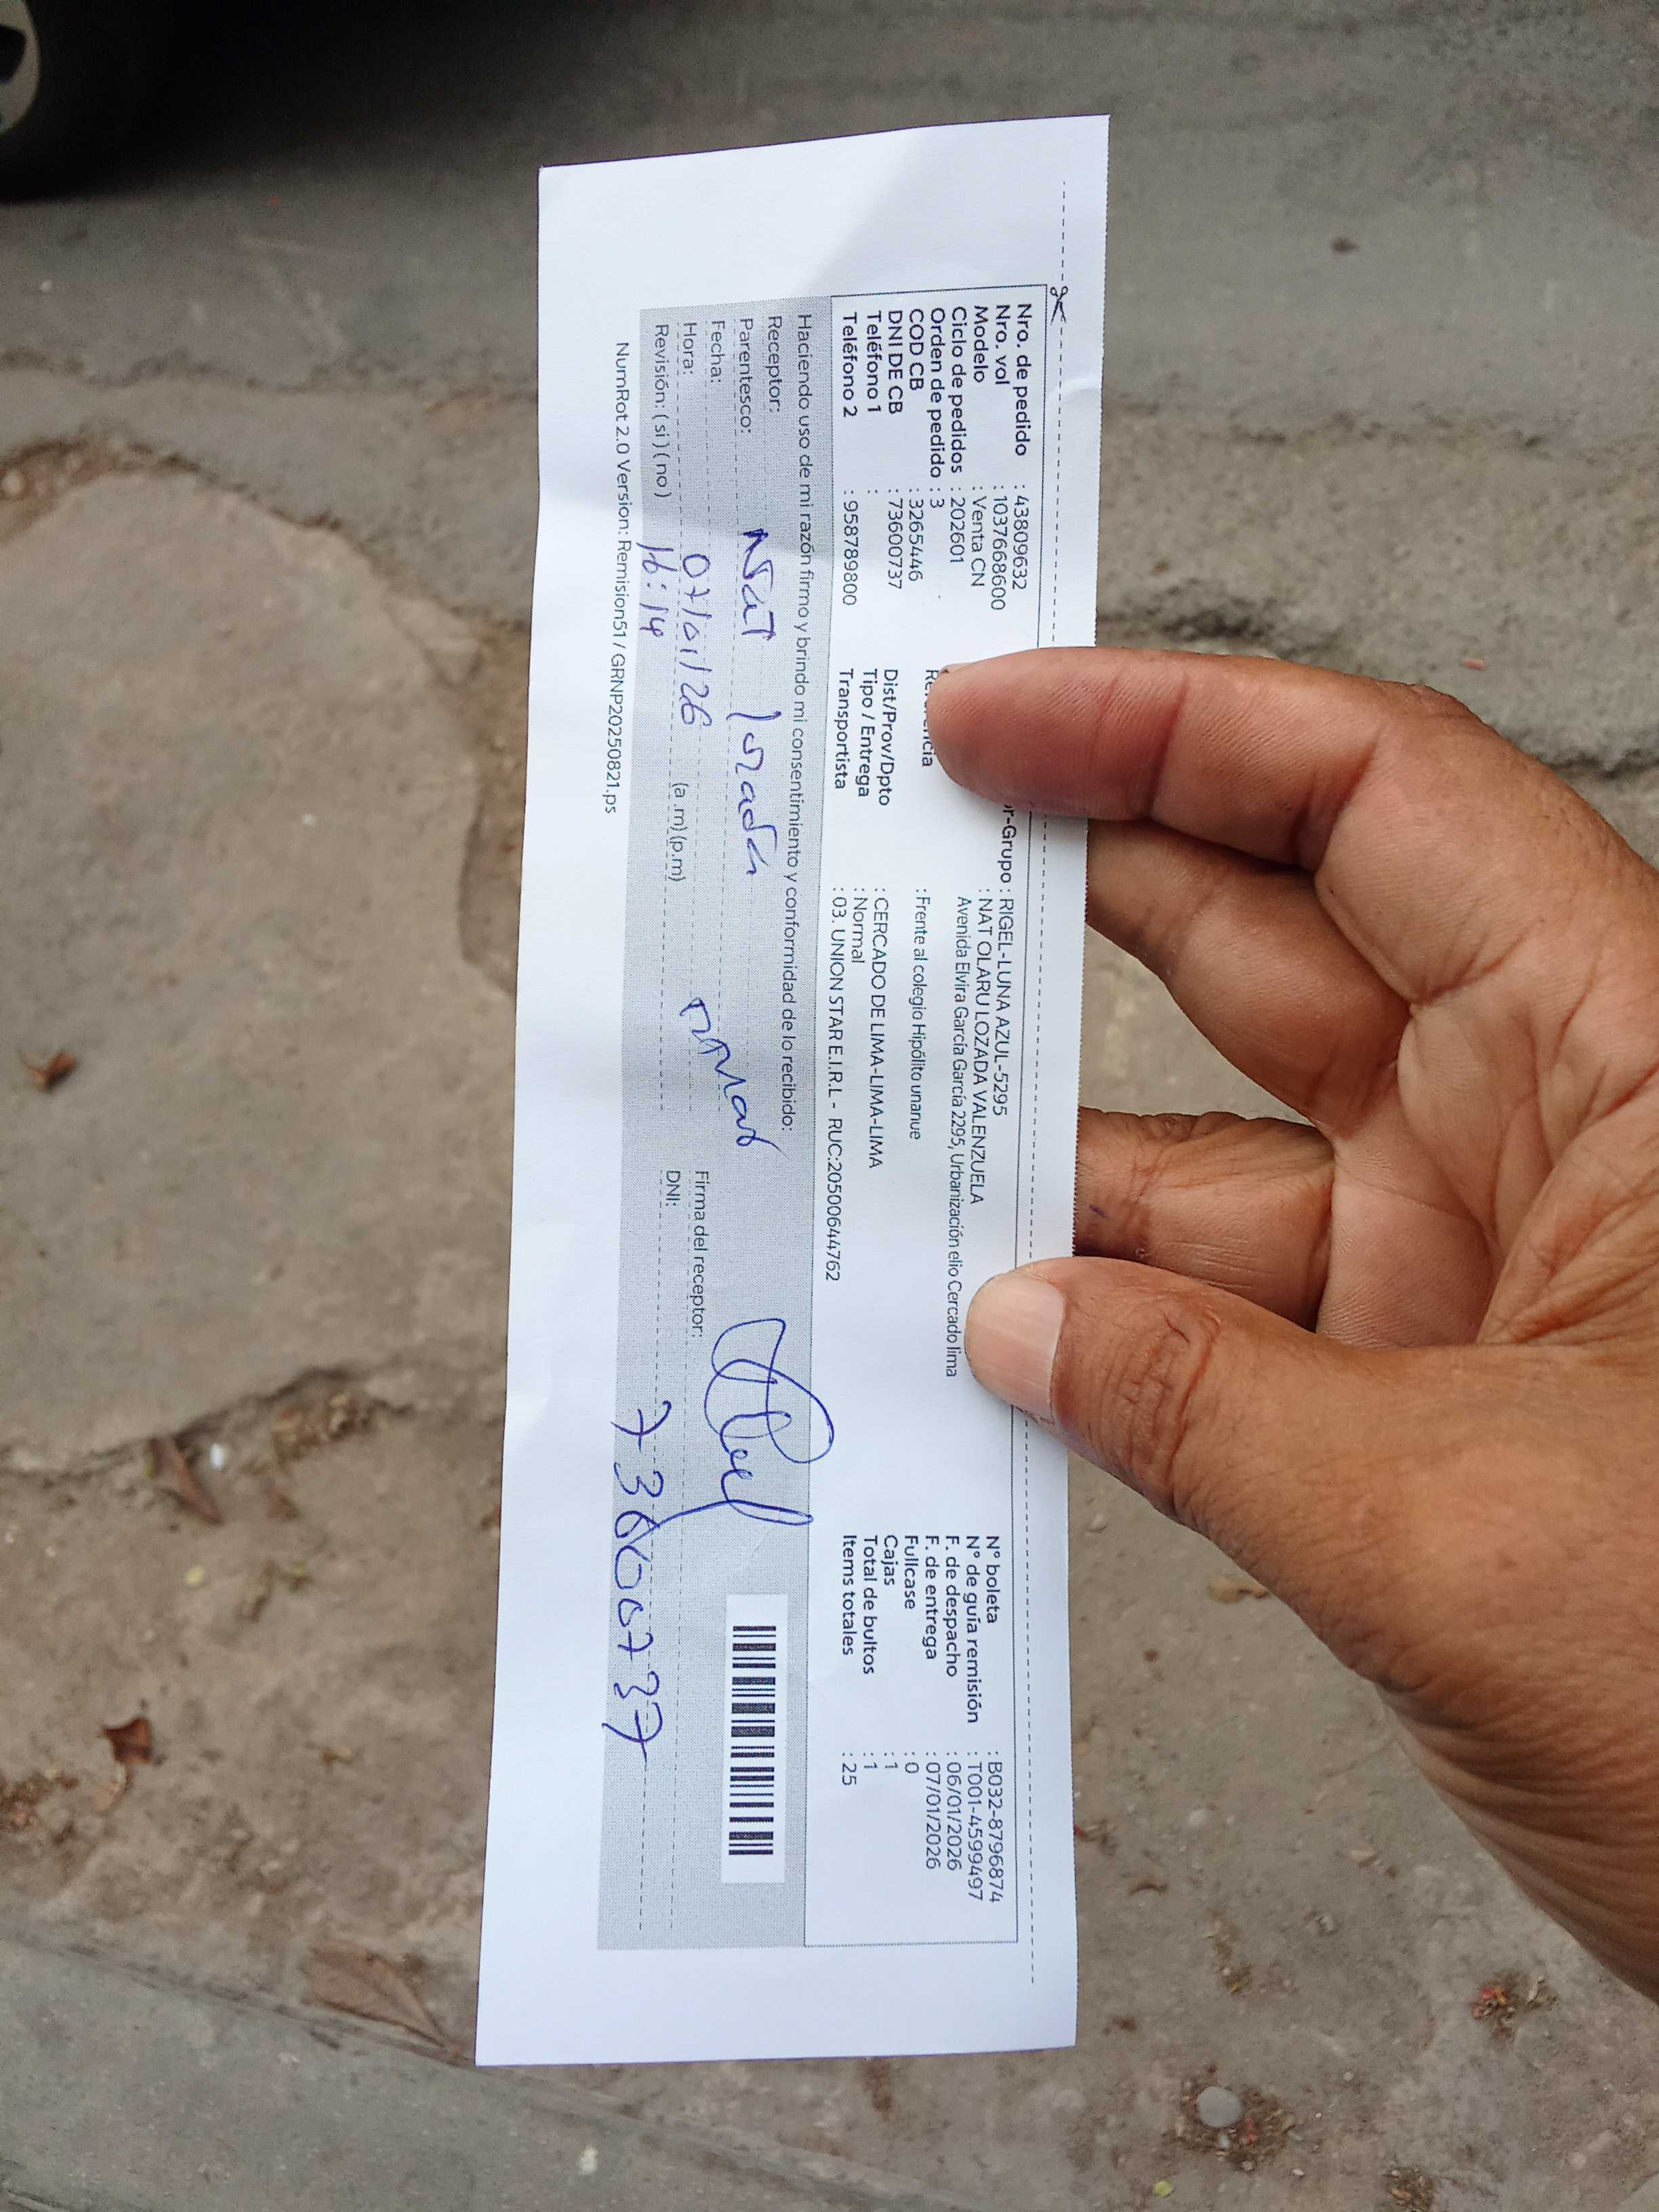 Nro. de pedido : 43809632
Nro. vol : 1037668600
Modelo : Venta CN
Ciclo de pedidos : 202601
Orden de pedido : 3
COD CB : 3265446
DNI DE CB : 73600737
Teléfono 1 :
Teléfono 2 : 958789800
or-Grupo : RIGEL-LUNA AZUL-5295
: NAT OLARU LOZADA VALENZUELA
Avenida Elvira García García 2295, Urbanización elio Cercado lima
: Frente al colegio Hipólito unanue
Dist/Prov/Dpto : CERCADO DE LIMA-LIMA-LIMA
Tipo / Entrega : Normal
Transportista : 03. UNION STAR E.I.R.L - RUC:20500644762
N° boleta : B032-8796874
N° de guía remisión : T001-4599497
F. de despacho : 06/01/2026
F. de entrega : 07/01/2026
Fullcase : 0
Cajas : 1
Total de bultos : 1
Items totales : 25
Haciendo uso de mi razón firmo y brindo mi consentimiento y conformidad de lo recibido:
Receptor:
Parentesco: Nat lozada
Fecha:
Hora: 07/01/26 (a.m)(p.m)
Revisión: ( si ) ( no ) 16:14
Firma del receptor:
DNI: 73600737
NumRot 2.0 Version: Remision51 / GRNP20250821.ps